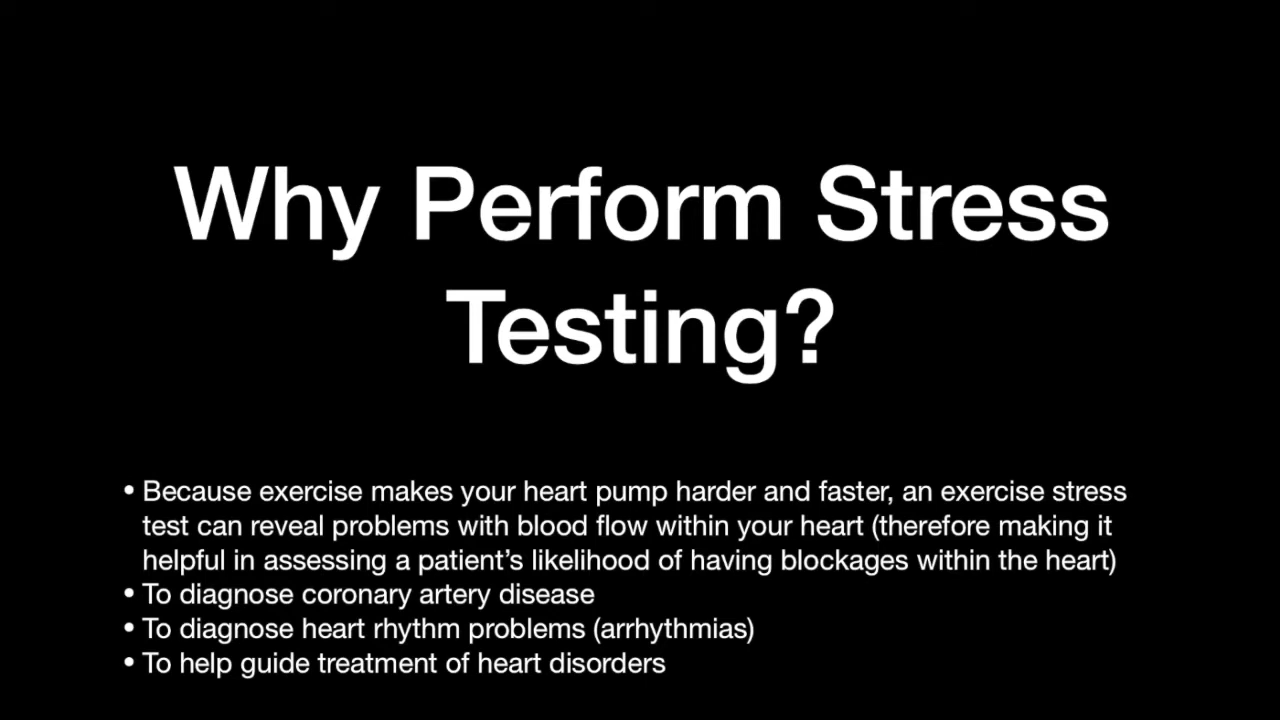 Why Perform Stress
Testing?
• Because exercise makes your heart pump harder and faster, an exercise stress
test can reveal problems with blood flow within your heart (therefore making it
helpful in assessing a patient’s likelihood of having blockages within the heart)
• To diagnose coronary artery disease
• To diagnose heart rhythm problems (arrhythmias)
• To help guide treatment of heart disorders